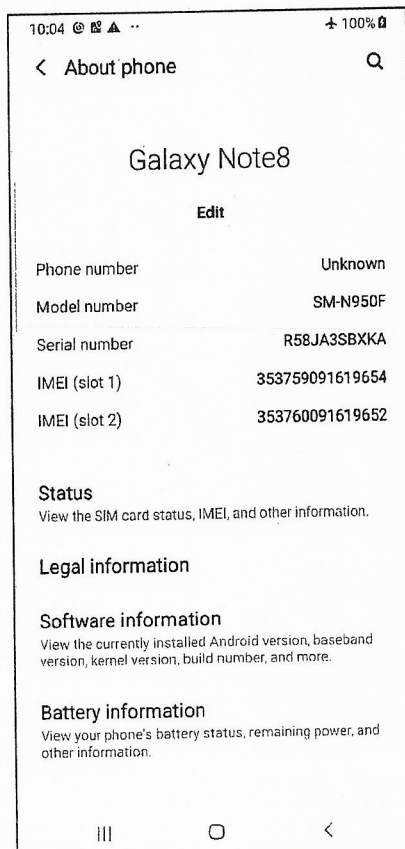 10:04
100%
About phone
Galaxy Note8
Edit
Phone number Unknown
Model number SM-N950F
Serial number R58JA3SBXKA
IMEI (slot 1) 353759091619654
IMEI (slot 2) 353760091619652
Status
View the SIM card status, IMEI, and other information.
Legal information
Software information
View the currently installed Android version, baseband
version, kernel version, build number, and more.
Battery information
View your phone's battery status, remaining power, and
other information.